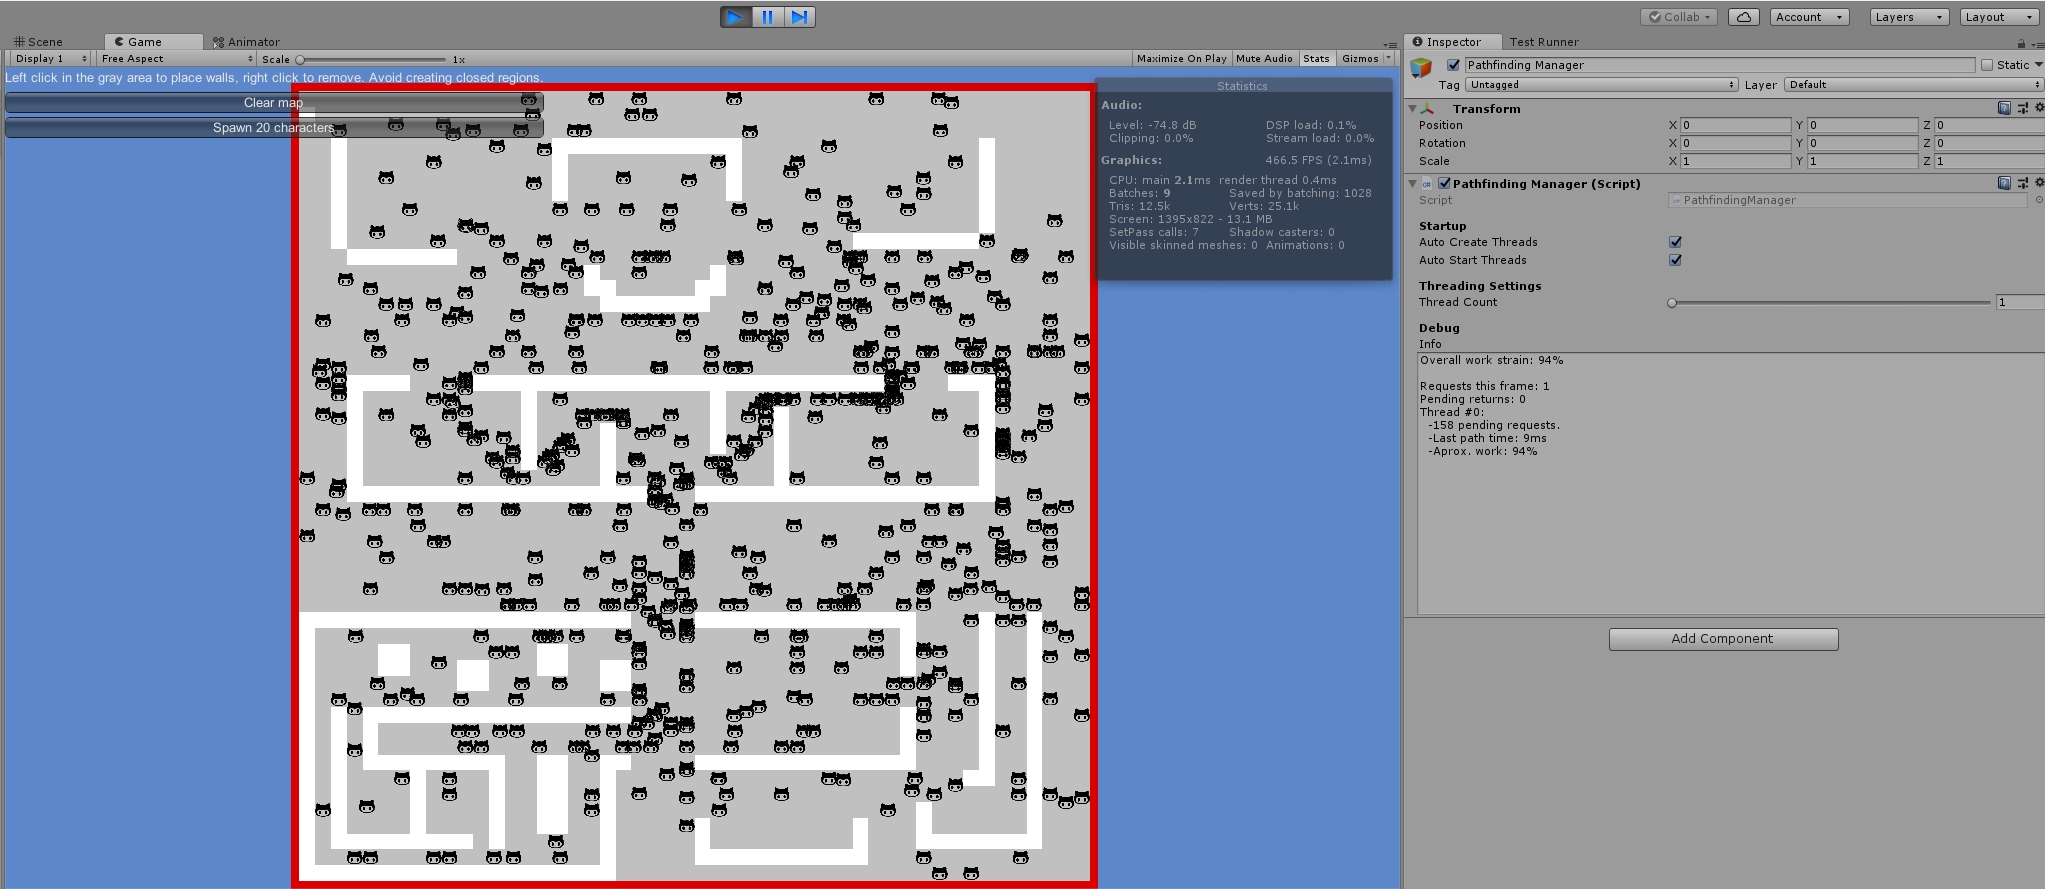 Collab
Account
Layers
Layout
Scene
Game
Animator
Inspector
Test Runner
Display 1
Free Aspect
Scale
1x
Maximize On Play
Mute Audio
Stats
Gizmos
Left click in the gray area to place walls, right click to remove. Avoid creating closed regions.
Clear map
Spawn 20 characters
Statistics
Audio:
Level: -74.8 dB DSP load: 0.1%
Clipping: 0.0% Stream load: 0.0%
Graphics: 466.5 FPS (2.1ms)
CPU: main 2.1ms render thread 0.4ms
Batches: 9 Saved by batching: 1028
Tris: 12.5k Verts: 25.1k
Screen: 1395x822 - 13.1 MB
SetPass calls: 7 Shadow casters: 0
Visible skinned meshes: 0 Animations: 0
Pathfinding Manager Static
Tag Untagged Layer Default
Transform
Position X 0 Y 0 Z 0
Rotation X 0 Y 0 Z 0
Scale X 1 Y 1 Z 1
Pathfinding Manager (Script)
Script PathfindingManager
Startup
Auto Create Threads
Auto Start Threads
Threading Settings
Thread Count 1
Debug
Info
Overall work strain: 94%
Requests this frame: 1
Pending returns: 0
Thread #0:
-158 pending requests.
-Last path time: 9ms
-Aprox. work: 94%
Add Component